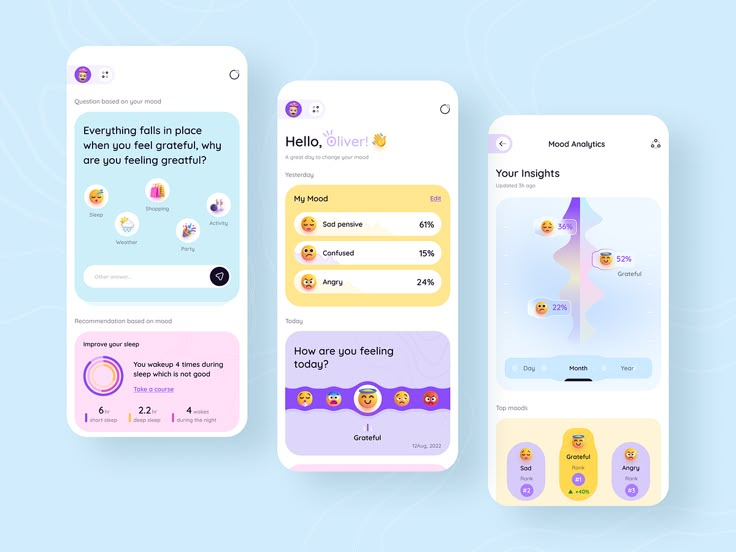 Question based on your mood
Everything falls in place
when you feel grateful, why
are you feeling greatful?
Sleep
Shopping
Activity
Weather
Party
Other answer...
Recommendation based on mood
Improve your sleep
You wakeup 4 times during
sleep which is not good
Take a course
6 hr
short sleep
2.2 hr
deep sleep
4 wakes
during the night
Hello, Oliver!
A great day to change your mood
Yesterday
My Mood
Edit
Sad pensive
61%
Confused
15%
Angry
24%
Today
How are you feeling
today?
Grateful
12Aug, 2022
Mood Analytics
Your Insights
Updated 3h ago
36%
52%
Grateful
22%
Day
Month
Year
Top moods
Sad
Rank
#2
Grateful
Rank
#1
▲ +40%
Angry
Rank
#3